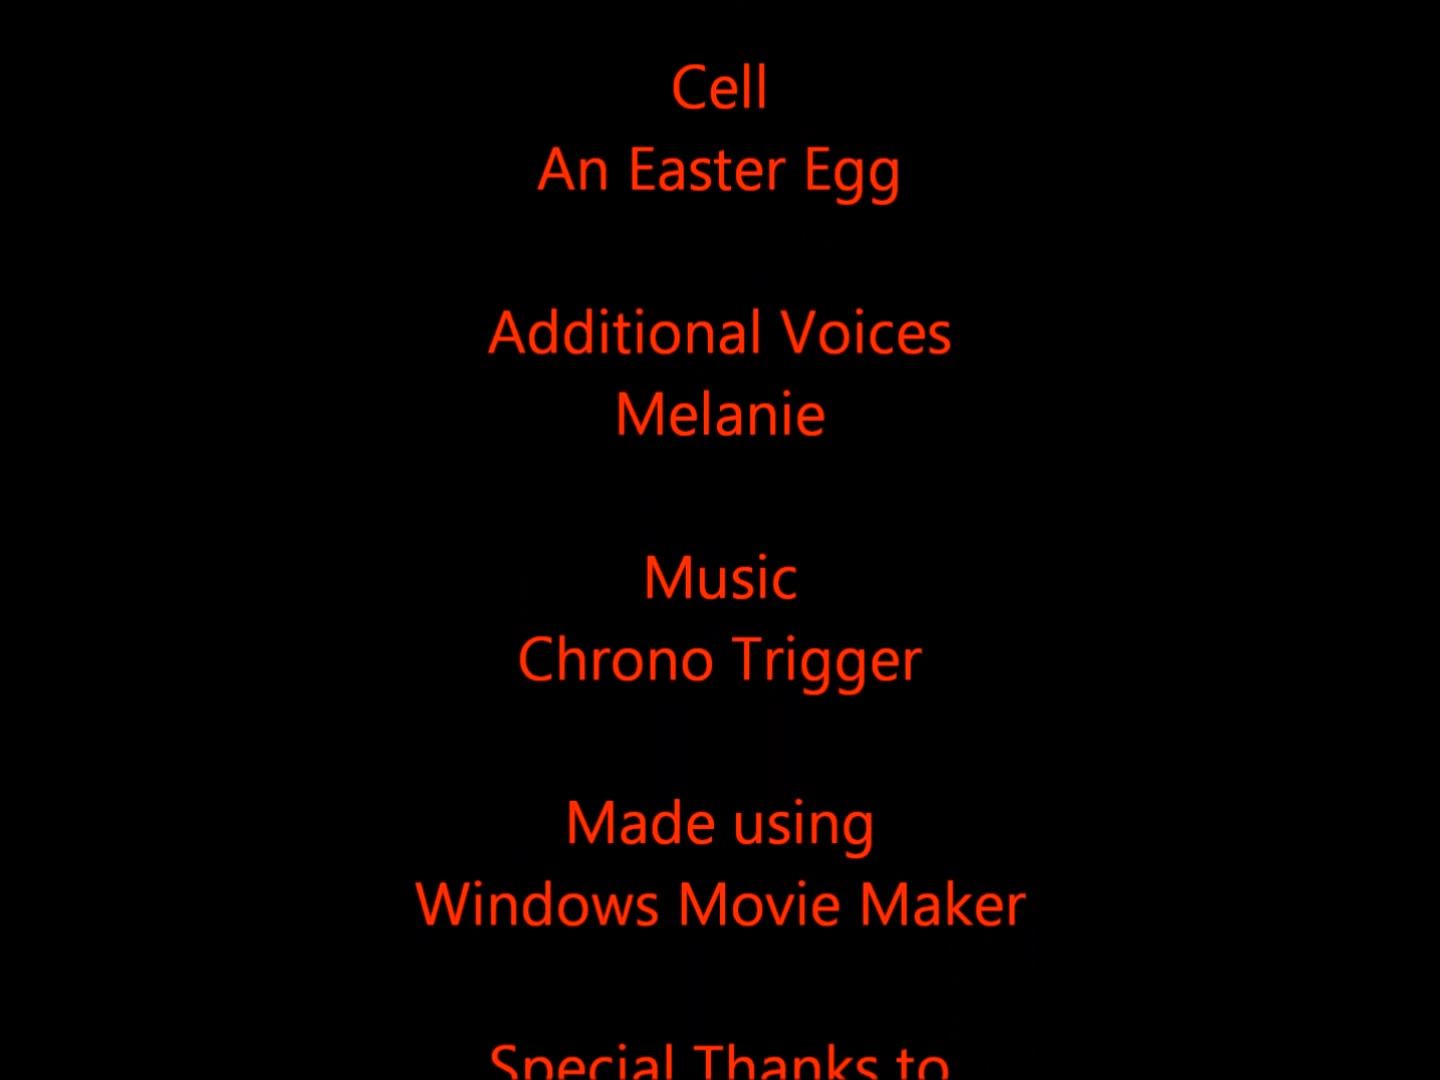 Cell
An Easter Egg
Additional Voices
Melanie
Music
Chrono Trigger
Made using
Windows Movie Maker
Special Thanks to